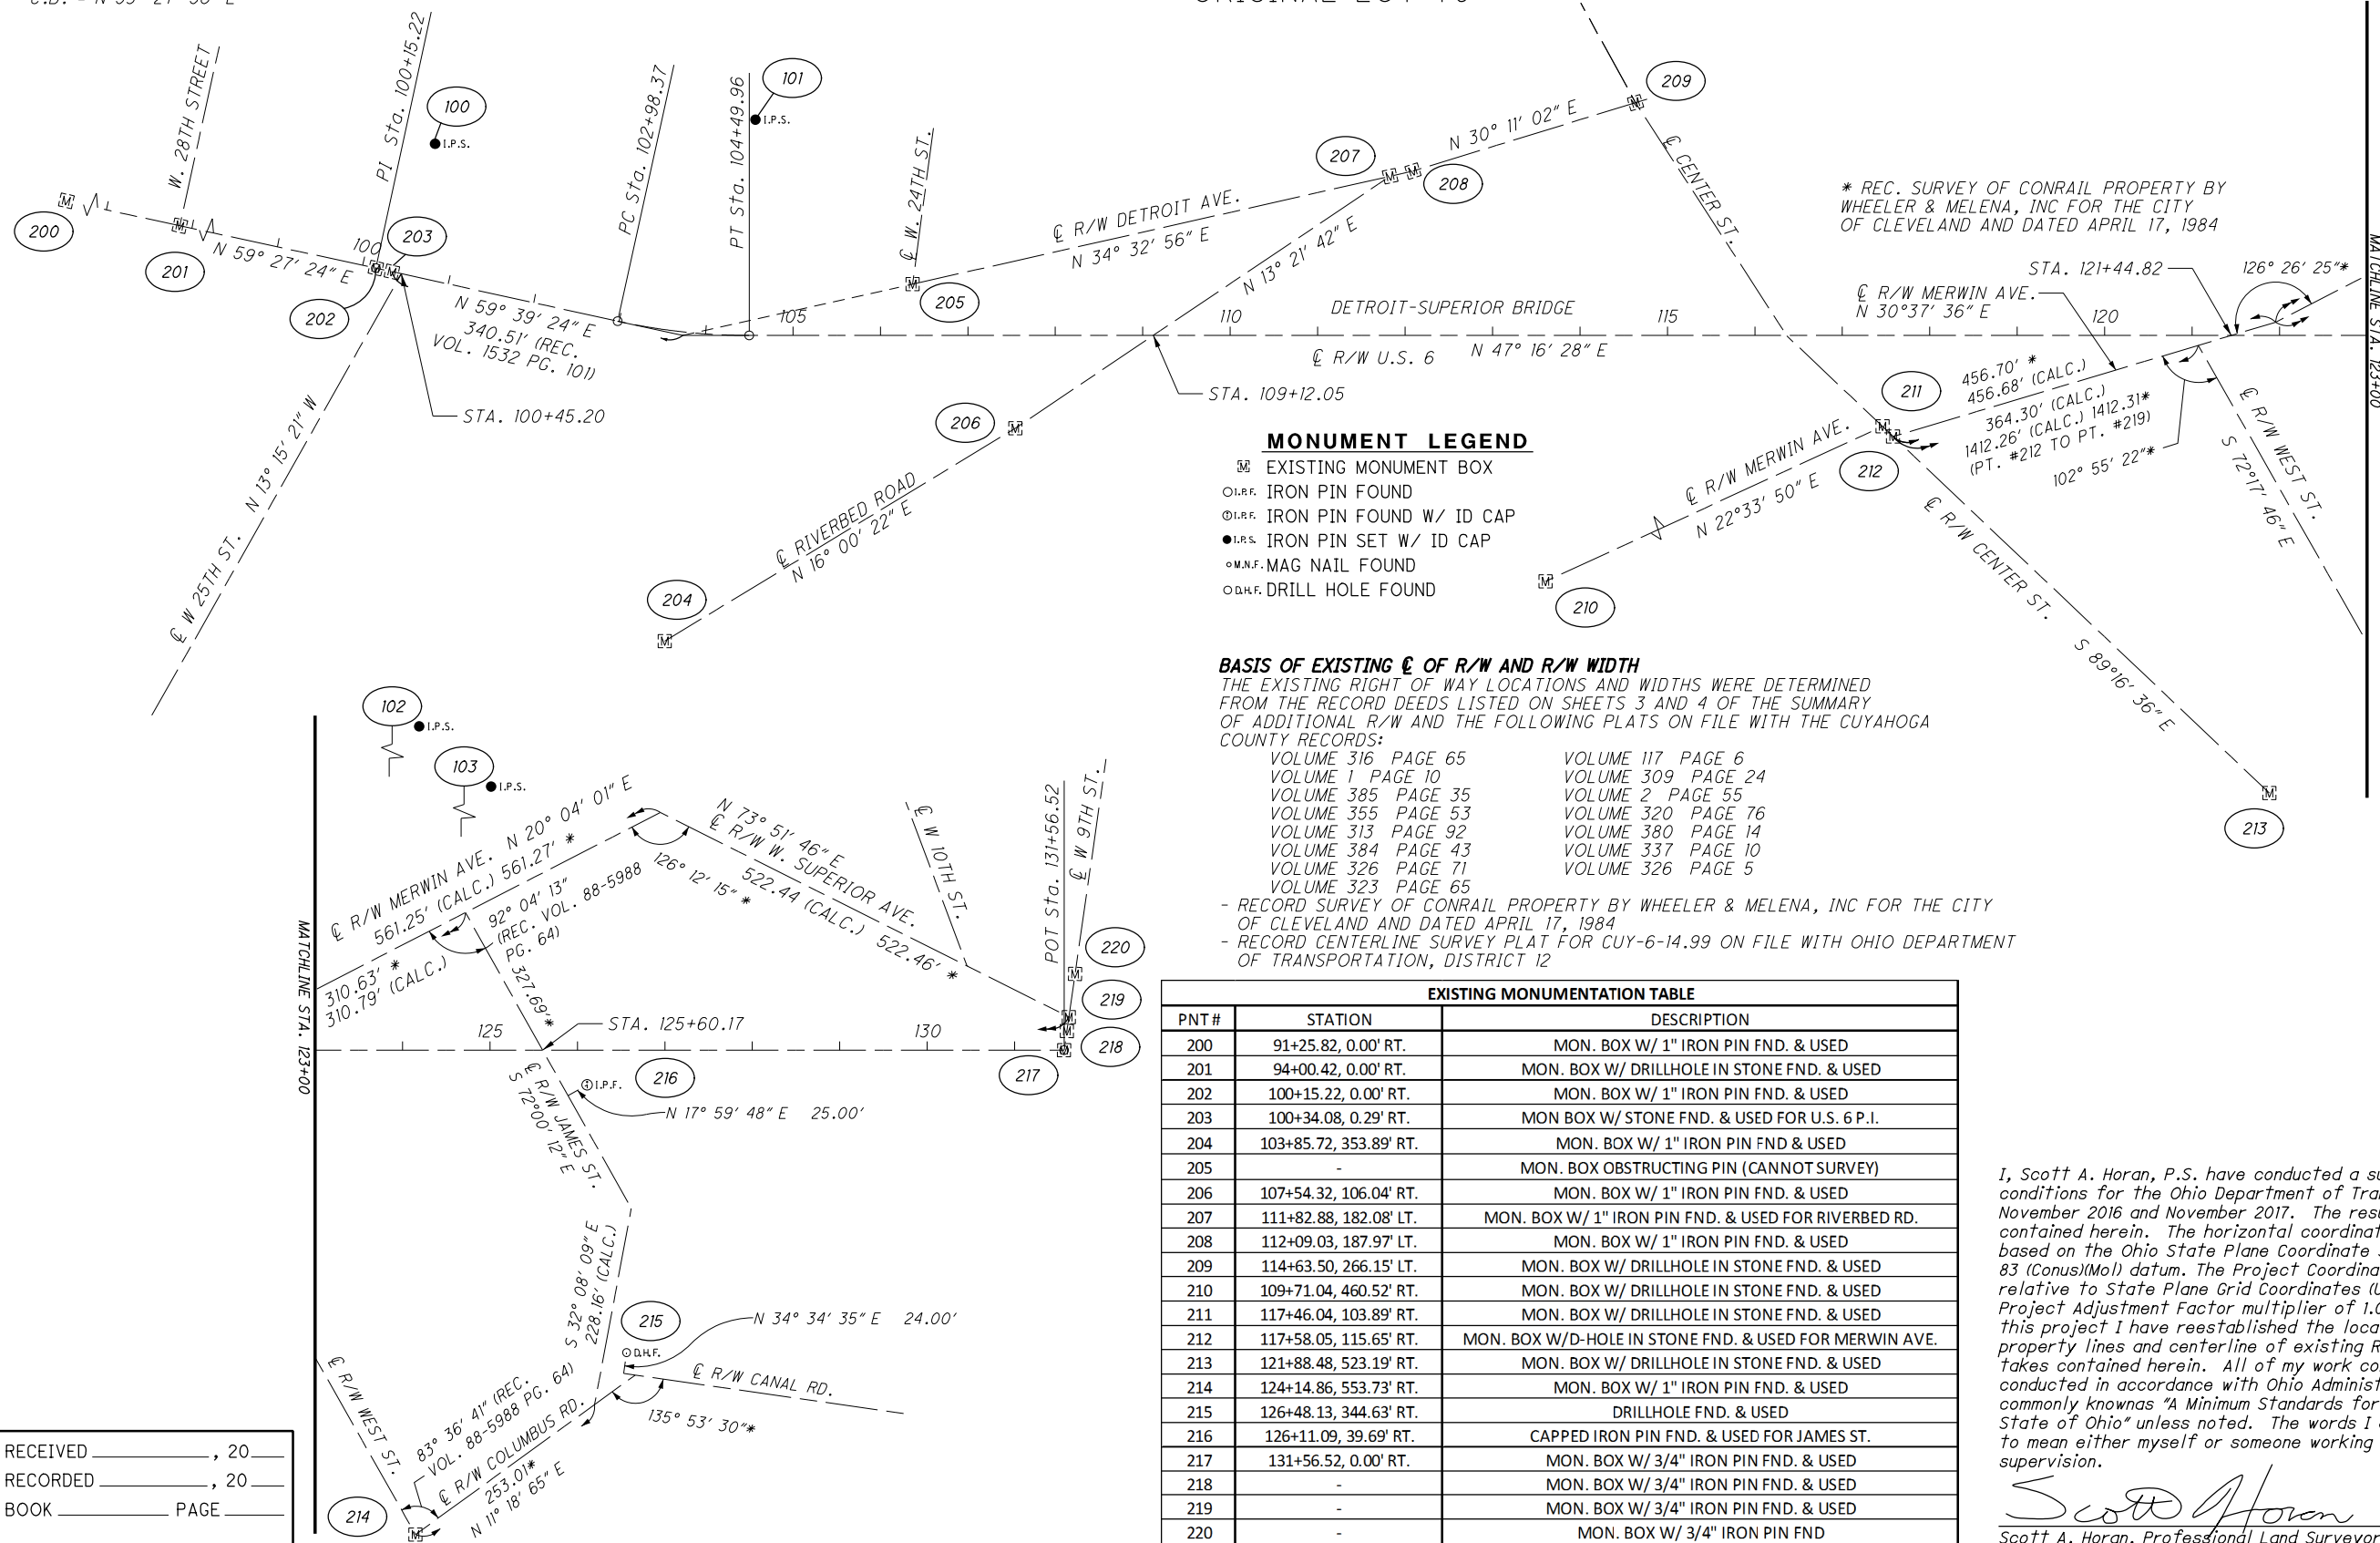 W. 28TH STREET
PI Sta. 100+15.22
100
I.P.S.
PC Sta. 102+98.37
PT Sta. 104+49.96
101
I.P.S.
℄ W. 24TH ST.
209
207
208
N 30° 11' 02" E
℄ CENTER ST.
200
201
N 59° 27' 24" E
100
203
202
N 59° 39' 24" E
340.51' (REC.
VOL. 1532 PG. 101)
STA. 100+45.20
℄ W 25TH ST. N 13° 15' 21" W
205
℄ R/W DETROIT AVE.
N 34° 32' 56" E
N 13° 21' 42" E
105
110
DETROIT-SUPERIOR BRIDGE
115
120
℄ R/W U.S. 6 N 47° 16' 28" E
STA. 109+12.05
206
℄ RIVERBED ROAD
N 16° 00' 22" E
204
* REC. SURVEY OF CONRAIL PROPERTY BY
WHEELER & MELENA, INC FOR THE CITY
OF CLEVELAND AND DATED APRIL 17, 1984
STA. 121+44.82
126° 26' 25"*
℄ R/W MERWIN AVE.
N 30°37' 36" E
MATCHLINE STA. 123+00
211
456.70' *
456.68' (CALC.)
364.30' (CALC.)
1412.26' (CALC.) 1412.31*
(PT. #212 TO PT. #219)
102° 55' 22"*
℄ R/W WEST ST.
S 72°17' 46" E
212
℄ R/W MERWIN AVE.
N 22°33' 50" E
210
℄ R/W CENTER ST. S 89°16' 36" E
213
MONUMENT LEGEND
M EXISTING MONUMENT BOX
I.P.F. IRON PIN FOUND
I.P.F. IRON PIN FOUND W/ ID CAP
I.P.S. IRON PIN SET W/ ID CAP
M.N.F. MAG NAIL FOUND
D.H.F. DRILL HOLE FOUND
BASIS OF EXISTING ℄ OF R/W AND R/W WIDTH
THE EXISTING RIGHT OF WAY LOCATIONS AND WIDTHS WERE DETERMINED
FROM THE RECORD DEEDS LISTED ON SHEETS 3 AND 4 OF THE SUMMARY
OF ADDITIONAL R/W AND THE FOLLOWING PLATS ON FILE WITH THE CUYAHOGA
COUNTY RECORDS:
VOLUME 316 PAGE 65 VOLUME 117 PAGE 6
VOLUME 1 PAGE 10 VOLUME 309 PAGE 24
VOLUME 385 PAGE 35 VOLUME 2 PAGE 55
VOLUME 355 PAGE 53 VOLUME 320 PAGE 76
VOLUME 313 PAGE 92 VOLUME 380 PAGE 14
VOLUME 384 PAGE 43 VOLUME 337 PAGE 10
VOLUME 326 PAGE 71 VOLUME 326 PAGE 5
VOLUME 323 PAGE 65
- RECORD SURVEY OF CONRAIL PROPERTY BY WHEELER & MELENA, INC FOR THE CITY
OF CLEVELAND AND DATED APRIL 17, 1984
- RECORD CENTERLINE SURVEY PLAT FOR CUY-6-14.99 ON FILE WITH OHIO DEPARTMENT
OF TRANSPORTATION, DISTRICT 12
102
I.P.S.
103
I.P.S.
℄ R/W MERWIN AVE. N 20° 04' 01" E
561.25' (CALC.) 561.27' *
N 73° 51' 46" E
℄ R/W W. SUPERIOR AVE.
126° 12' 15" *
522.44 (CALC.) 522.46' *
92° 04' 13"
(REC. VOL. 88-5988
PG. 64)
310.63' *
310.79' (CALC.)
327.69'*
MATCHLINE STA. 123+00
℄ W 10TH ST.
POT Sta. 131+56.52
℄ W 9TH ST.
220
219
218
217
125
STA. 125+60.17
130
I.P.F.
216
N 17° 59' 48" E 25.00'
℄ R/W JAMES ST.
S 72°00' 12" E
S 32° 08' 09" E
228.16' (CALC.)
215
N 34° 34' 35" E 24.00'
D.H.F.
℄ R/W CANAL RD.
135° 53' 30"*
℄ R/W WEST ST.
83° 36' 41" (REC.
VOL. 88-5988 PG. 64)
℄ R/W COLUMBUS RD.
253.01*
N 11° 18' 65" E
214
RECEIVED , 20
RECORDED , 20
BOOK PAGE
EXISTING MONUMENTATION TABLE
PNT # STATION DESCRIPTION
200 91+25.82, 0.00' RT. MON. BOX W/ 1" IRON PIN FND. & USED
201 94+00.42, 0.00' RT. MON. BOX W/ DRILLHOLE IN STONE FND. & USED
202 100+15.22, 0.00' RT. MON. BOX W/ 1" IRON PIN FND. & USED
203 100+34.08, 0.29' RT. MON BOX W/ STONE FND. & USED FOR U.S. 6 P.I.
204 103+85.72, 353.89' RT. MON. BOX W/ 1" IRON PIN FND & USED
205 - MON. BOX OBSTRUCTING PIN (CANNOT SURVEY)
206 107+54.32, 106.04' RT. MON. BOX W/ 1" IRON PIN FND. & USED
207 111+82.88, 182.08' LT. MON. BOX W/ 1" IRON PIN FND. & USED FOR RIVERBED RD.
208 112+09.03, 187.97' LT. MON. BOX W/ 1" IRON PIN FND. & USED
209 114+63.50, 266.15' LT. MON. BOX W/ DRILLHOLE IN STONE FND. & USED
210 109+71.04, 460.52' RT. MON. BOX W/ DRILLHOLE IN STONE FND. & USED
211 117+46.04, 103.89' RT. MON. BOX W/ DRILLHOLE IN STONE FND. & USED
212 117+58.05, 115.65' RT. MON. BOX W/D-HOLE IN STONE FND. & USED FOR MERWIN AVE.
213 121+88.48, 523.19' RT. MON. BOX W/ DRILLHOLE IN STONE FND. & USED
214 124+14.86, 553.73' RT. MON. BOX W/ 1" IRON PIN FND. & USED
215 126+48.13, 344.63' RT. DRILLHOLE FND. & USED
216 126+11.09, 39.69' RT. CAPPED IRON PIN FND. & USED FOR JAMES ST.
217 131+56.52, 0.00' RT. MON. BOX W/ 3/4" IRON PIN FND. & USED
218 - MON. BOX W/ 3/4" IRON PIN FND. & USED
219 - MON. BOX W/ 3/4" IRON PIN FND. & USED
220 - MON. BOX W/ 3/4" IRON PIN FND
I, Scott A. Horan, P.S. have conducted a
conditions for the Ohio Department of
November 2016 and November 2017. The
contained herein. The horizontal
based on the Ohio State Plane Coordinate
83 (Conus)(Mol) datum. The Project
relative to State Plane Grid Coordinates
Project Adjustment Factor multiplier of
this project I have reestablished the
property lines and centerline of existing
takes contained herein. All of my work
conducted in accordance with Ohio
commonly knownas "A Minimum Standards for
State of Ohio" unless noted. The words I
to mean either myself or someone working
supervision.
Scott A Horan
Scott A. Horan, Professional Land Surveyor